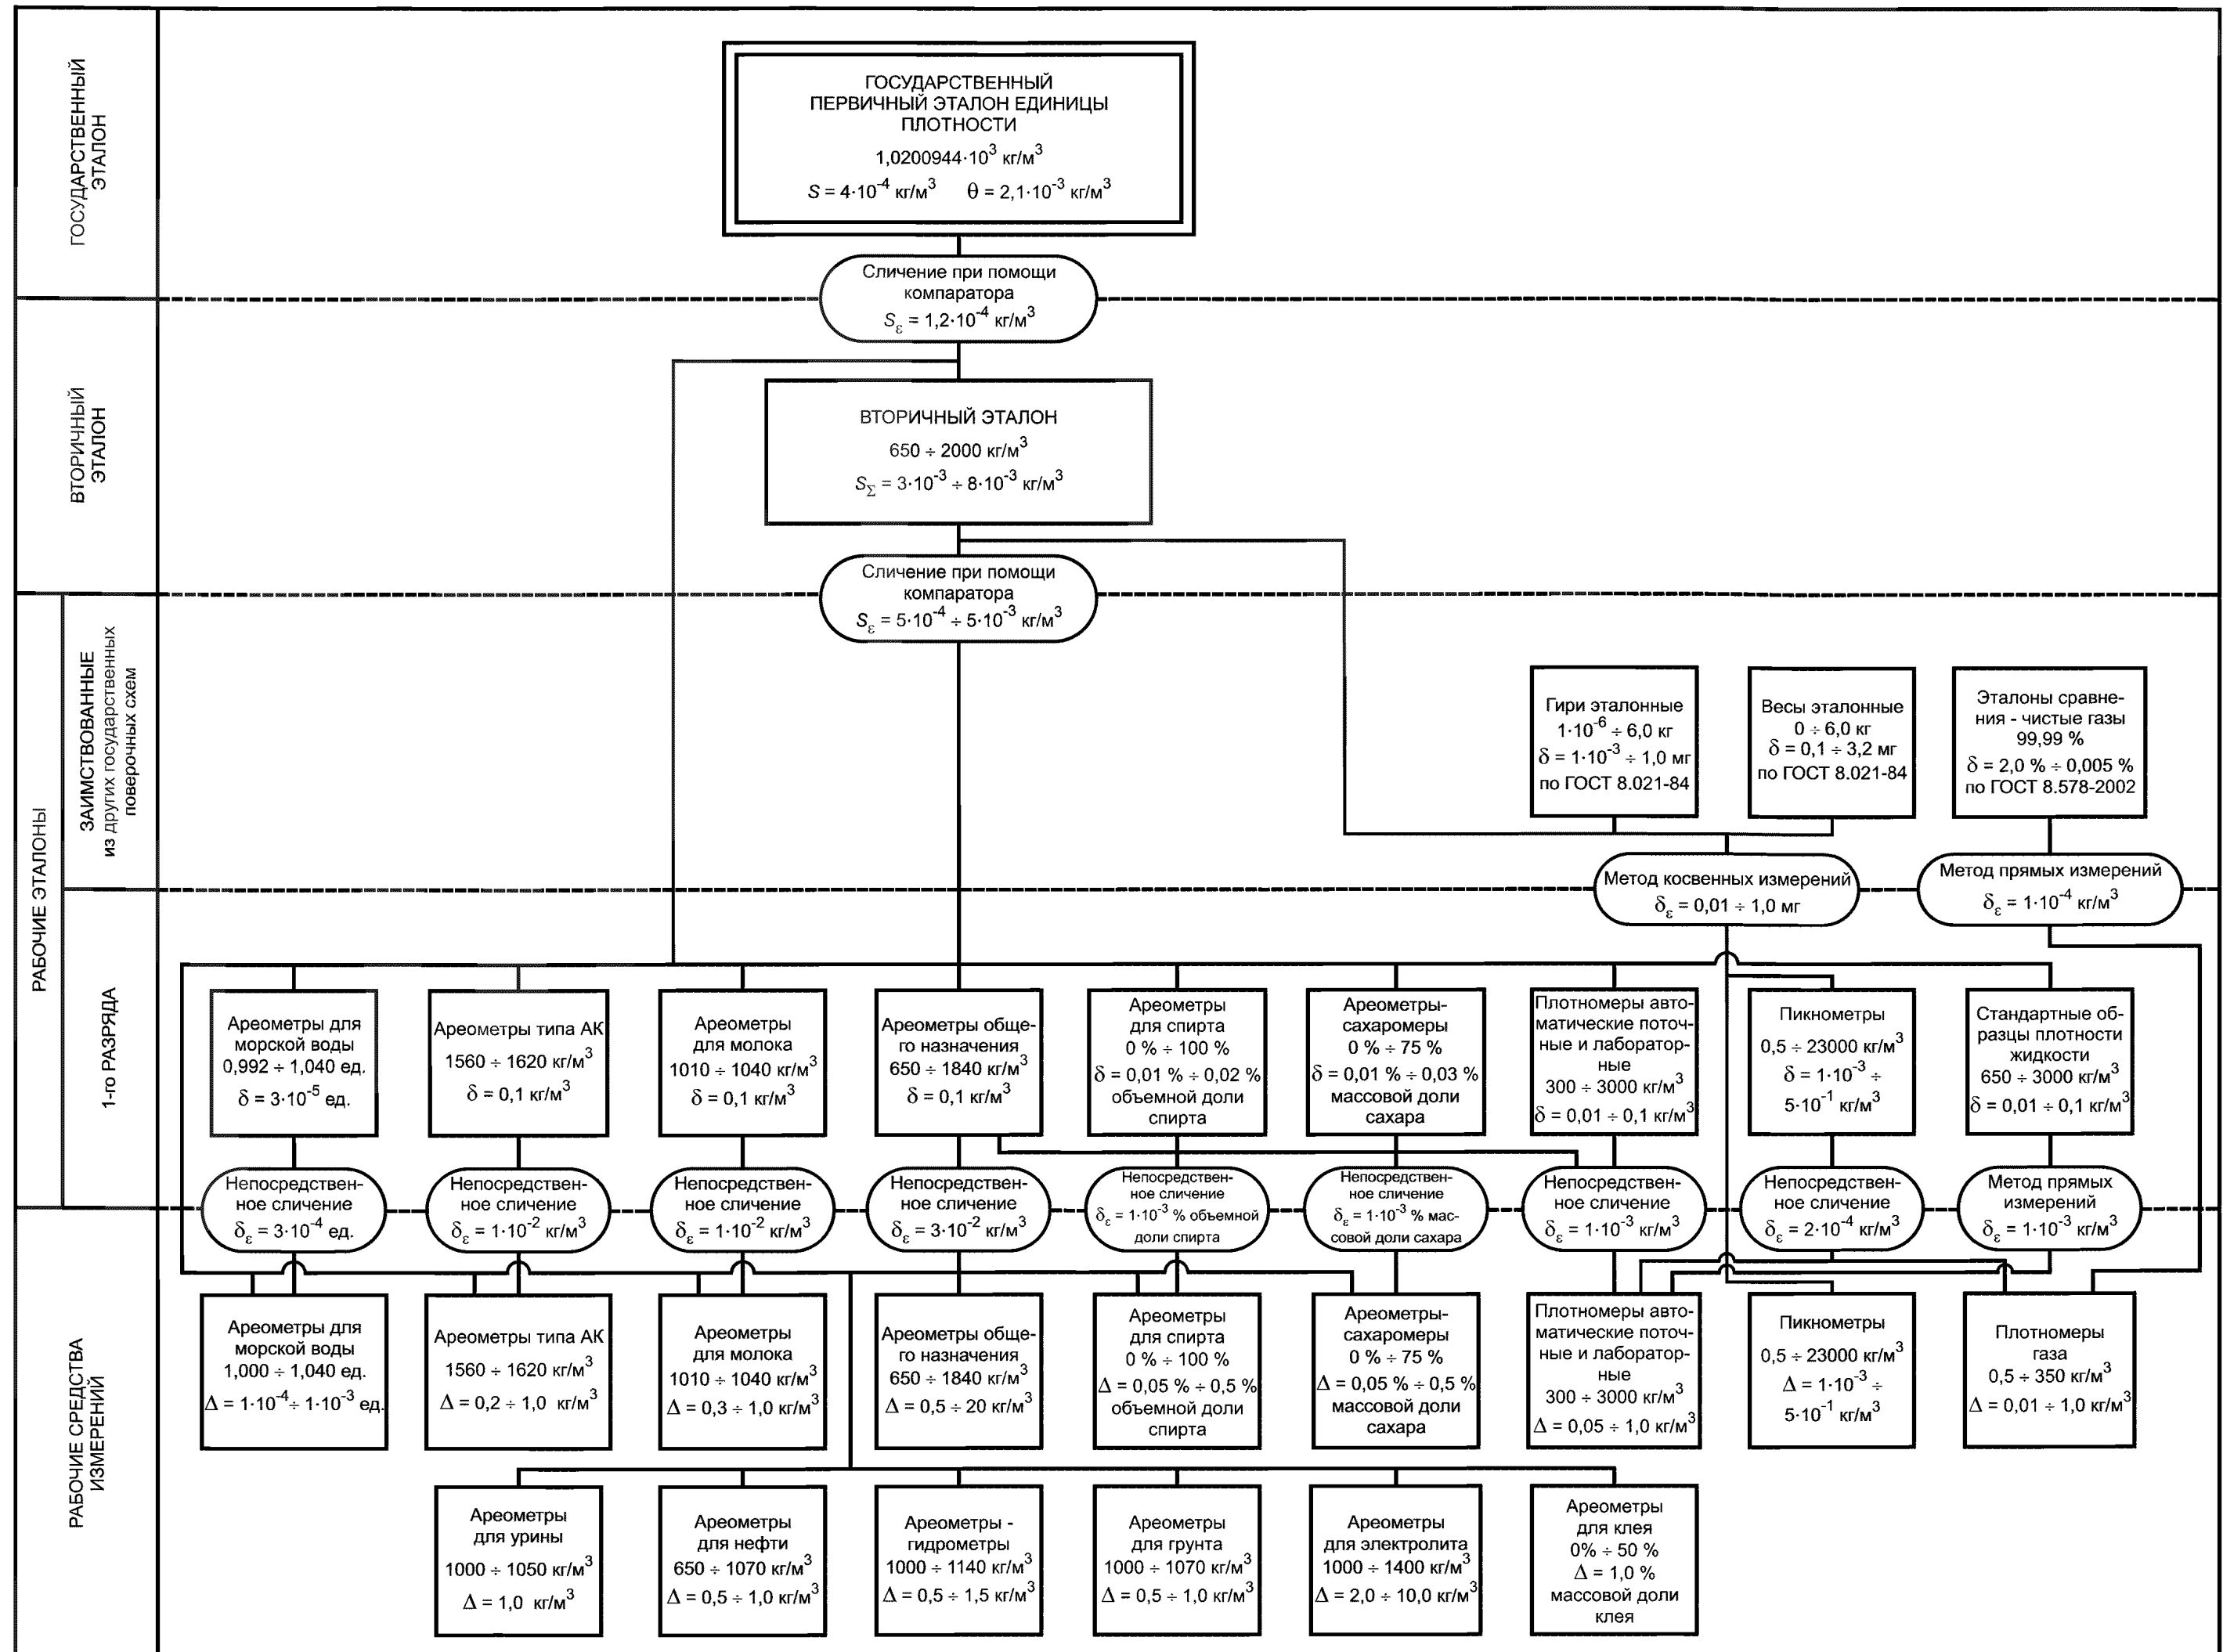 ГОСУДАРСТВЕННЫЙ
ЭТАЛОН
ГОСУДАРСТВЕННЫЙ
ПЕРВИЧНЫЙ ЭТАЛОН ЕДИНИЦЫ
ПЛОТНОСТИ
1,0200944·10³ кг/м³
S = 4·10⁻⁴ кг/м³ θ = 2,1·10⁻³ кг/м³
Сличение при помощи
компаратора
S_ε = 1,2·10⁻⁴ кг/м³
ВТОРИЧНЫЙ
ЭТАЛОН
ВТОРИЧНЫЙ ЭТАЛОН
650 ÷ 2000 кг/м³
S_Σ = 3·10⁻³ ÷ 8·10⁻³ кг/м³
Сличение при помощи
компаратора
S_ε = 5·10⁻⁴ ÷ 5·10⁻³ кг/м³
РАБОЧИЕ ЭТАЛОНЫ
ЗАИМСТВОВАННЫЕ
из других государственных
поверочных схем
Гири эталонные
1·10⁻⁶ ÷ 6,0 кг
δ = 1·10⁻³ ÷ 1,0 мг
по ГОСТ 8.021-84
Весы эталонные
0 ÷ 6,0 кг
δ = 0,1 ÷ 3,2 мг
по ГОСТ 8.021-84
Эталоны сравне-
ния - чистые газы
99,99 %
δ = 2,0 % ÷ 0,005 %
по ГОСТ 8.578-2002
Метод косвенных измерений
δ_ε = 0,01 ÷ 1,0 мг
Метод прямых измерений
δ_ε = 1·10⁻⁴ кг/м³
1-го РАЗРЯДА
Ареометры для
морской воды
0,992 ÷ 1,040 ед.
δ = 3·10⁻⁵ ед.
Ареометры типа АК
1560 ÷ 1620 кг/м³
δ = 0,1 кг/м³
Ареометры
для молока
1010 ÷ 1040 кг/м³
δ = 0,1 кг/м³
Ареометры обще-
го назначения
650 ÷ 1840 кг/м³
δ = 0,1 кг/м³
Ареометры
для спирта
0 % ÷ 100 %
δ = 0,01 % ÷ 0,02 %
объемной доли
спирта
Ареометры-
сахаромеры
0 % ÷ 75 %
δ = 0,01 % ÷ 0,03 %
массовой доли
сахара
Плотномеры авто-
матические поточ-
ные и лаборатор-
ные
300 ÷ 3000 кг/м³
δ = 0,01 ÷ 0,1 кг/м³
Пикнометры
0,5 ÷ 23000 кг/м³
δ = 1·10⁻³ ÷
5·10⁻¹ кг/м³
Стандартные об-
разцы плотности
жидкости
650 ÷ 3000 кг/м³
δ = 0,01 ÷ 0,1 кг/м³
Непосредствен-
ное сличение
δ_ε = 3·10⁻⁴ ед.
Непосредствен-
ное сличение
δ_ε = 1·10⁻² кг/м³
Непосредствен-
ное сличение
δ_ε = 1·10⁻² кг/м³
Непосредствен-
ное сличение
δ_ε = 3·10⁻² кг/м³
Непосредствен-
ное сличение
δ_ε = 1·10⁻³ % объемной
доли спирта
Непосредствен-
ное сличение
δ_ε = 1·10⁻³ % мас-
совой доли сахара
Непосредствен-
ное сличение
δ_ε = 1·10⁻³ кг/м³
Непосредствен-
ное сличение
δ_ε = 2·10⁻⁴ кг/м³
Метод прямых
измерений
δ_ε = 1·10⁻³ кг/м³
РАБОЧИЕ СРЕДСТВА
ИЗМЕРЕНИЙ
Ареометры для
морской воды
1,000 ÷ 1,040 ед.
Δ = 1·10⁻⁴ ÷ 1·10⁻³ ед.
Ареометры типа АК
1560 ÷ 1620 кг/м³
Δ = 0,2 ÷ 1,0 кг/м³
Ареометры
для молока
1010 ÷ 1040 кг/м³
Δ = 0,3 ÷ 1,0 кг/м³
Ареометры обще-
го назначения
650 ÷ 1840 кг/м³
Δ = 0,5 ÷ 20 кг/м³
Ареометры
для спирта
0 % ÷ 100 %
Δ = 0,05 % ÷ 0,5 %
объемной доли
спирта
Ареометры-
сахаромеры
0 % ÷ 75 %
Δ = 0,05 % ÷ 0,5 %
массовой доли
сахара
Плотномеры авто-
матические поточ-
ные и лаборатор-
ные
300 ÷ 3000 кг/м³
Δ = 0,05 ÷ 1,0 кг/м³
Пикнометры
0,5 ÷ 23000 кг/м³
Δ = 1·10⁻³ ÷
5·10⁻¹ кг/м³
Плотномеры
газа
0,5 ÷ 350 кг/м³
Δ = 0,01 ÷ 1,0 кг/м³
Ареометры
для урины
1000 ÷ 1050 кг/м³
Δ = 1,0 кг/м³
Ареометры
для нефти
650 ÷ 1070 кг/м³
Δ = 0,5 ÷ 1,0 кг/м³
Ареометры -
гидрометры
1000 ÷ 1140 кг/м³
Δ = 0,5 ÷ 1,5 кг/м³
Ареометры
для грунта
1000 ÷ 1070 кг/м³
Δ = 0,5 ÷ 1,0 кг/м³
Ареометры
для электролита
1000 ÷ 1400 кг/м³
Δ = 2,0 ÷ 10,0 кг/м³
Ареометры
для клея
0% ÷ 50 %
Δ = 1,0 %
массовой доли
клея